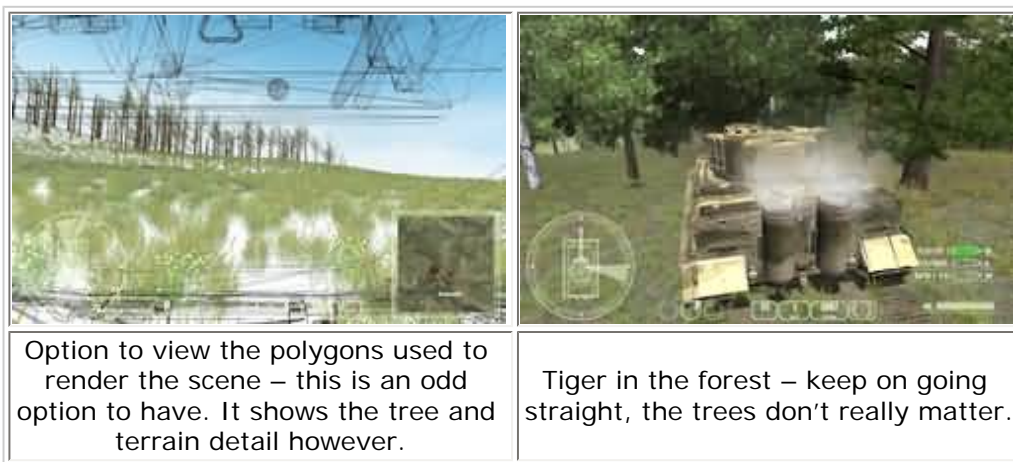 Option to view the polygons used to
render the scene – this is an odd
option to have. It shows the tree and
terrain detail however.
Tiger in the forest – keep on going
straight, the trees don't really matter.